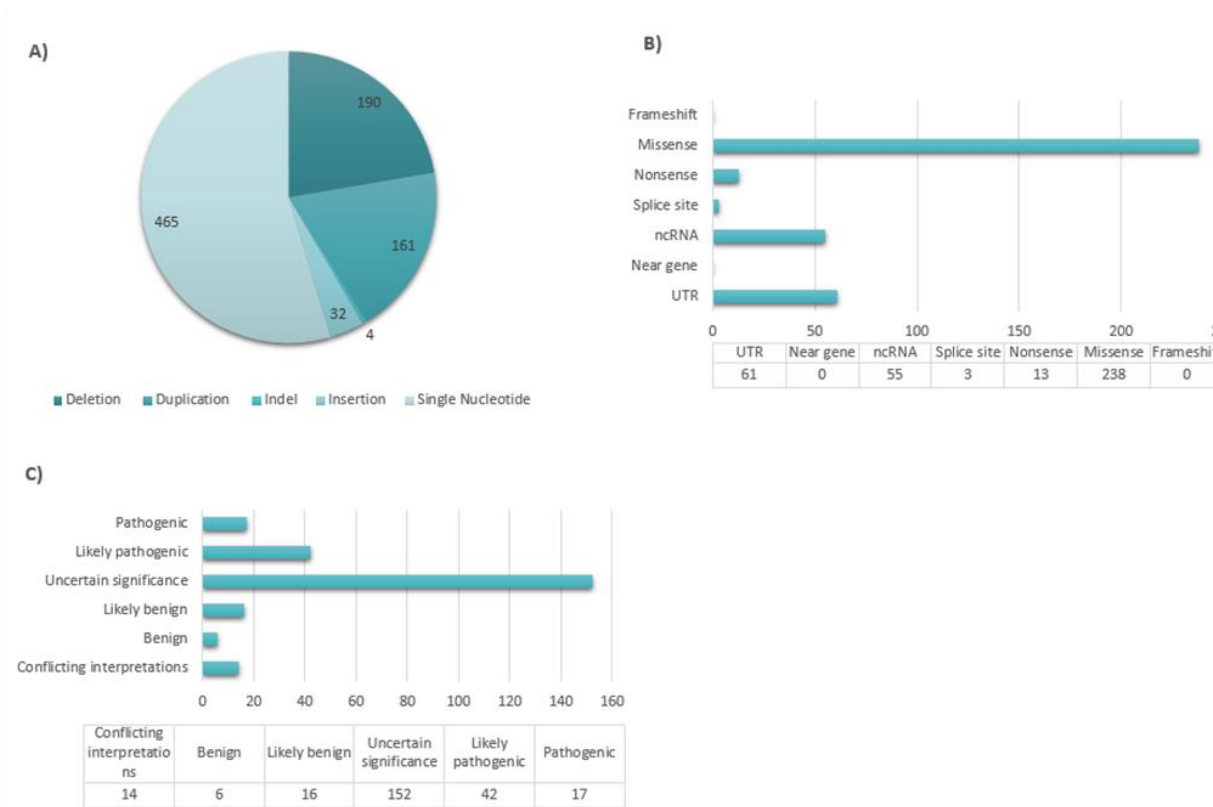 A)
190
161
4
32
465
Deletion Duplication Indel Insertion Single Nucleotide
B)
Frameshift
Missense
Nonsense
Splice site
ncRNA
Near gene
UTR
0 50 100 150 200
UTR Near gene ncRNA Splice site Nonsense Missense
61 0 55 3 13 238 0
C)
Pathogenic
Likely pathogenic
Uncertain significance
Likely benign
Benign
Conflicting interpretations
0 20 40 60 80 100 120 140 160
Conflicting
interpretatio
ns
Benign
Likely benign
Uncertain
significance
Likely
pathogenic
Pathogenic
14 6 16 152 42 17